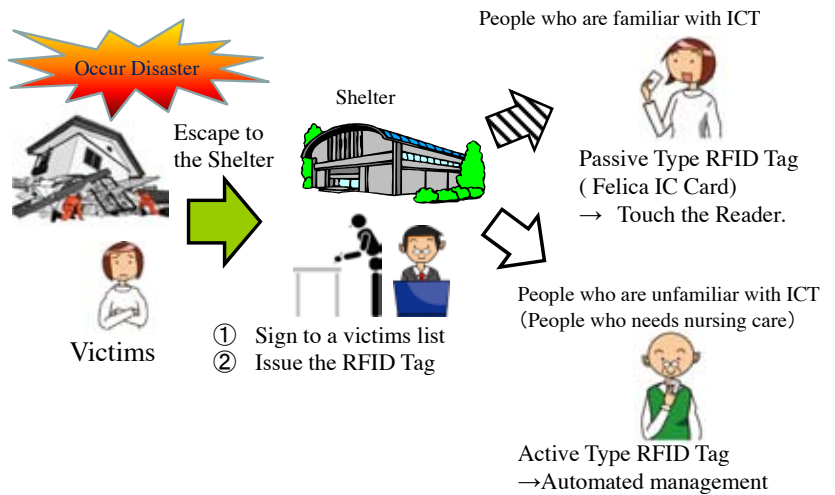 People who are familiar with ICT
Occur Disaster
Shelter
Escape to
the Shelter
Passive Type RFID Tag
( Felica IC Card)
→ Touch the Reader.
People who are unfamiliar with ICT
（People who needs nursing care）
Victims
① Sign to a victims list
② Issue the RFID Tag
Active Type RFID Tag
→Automated management